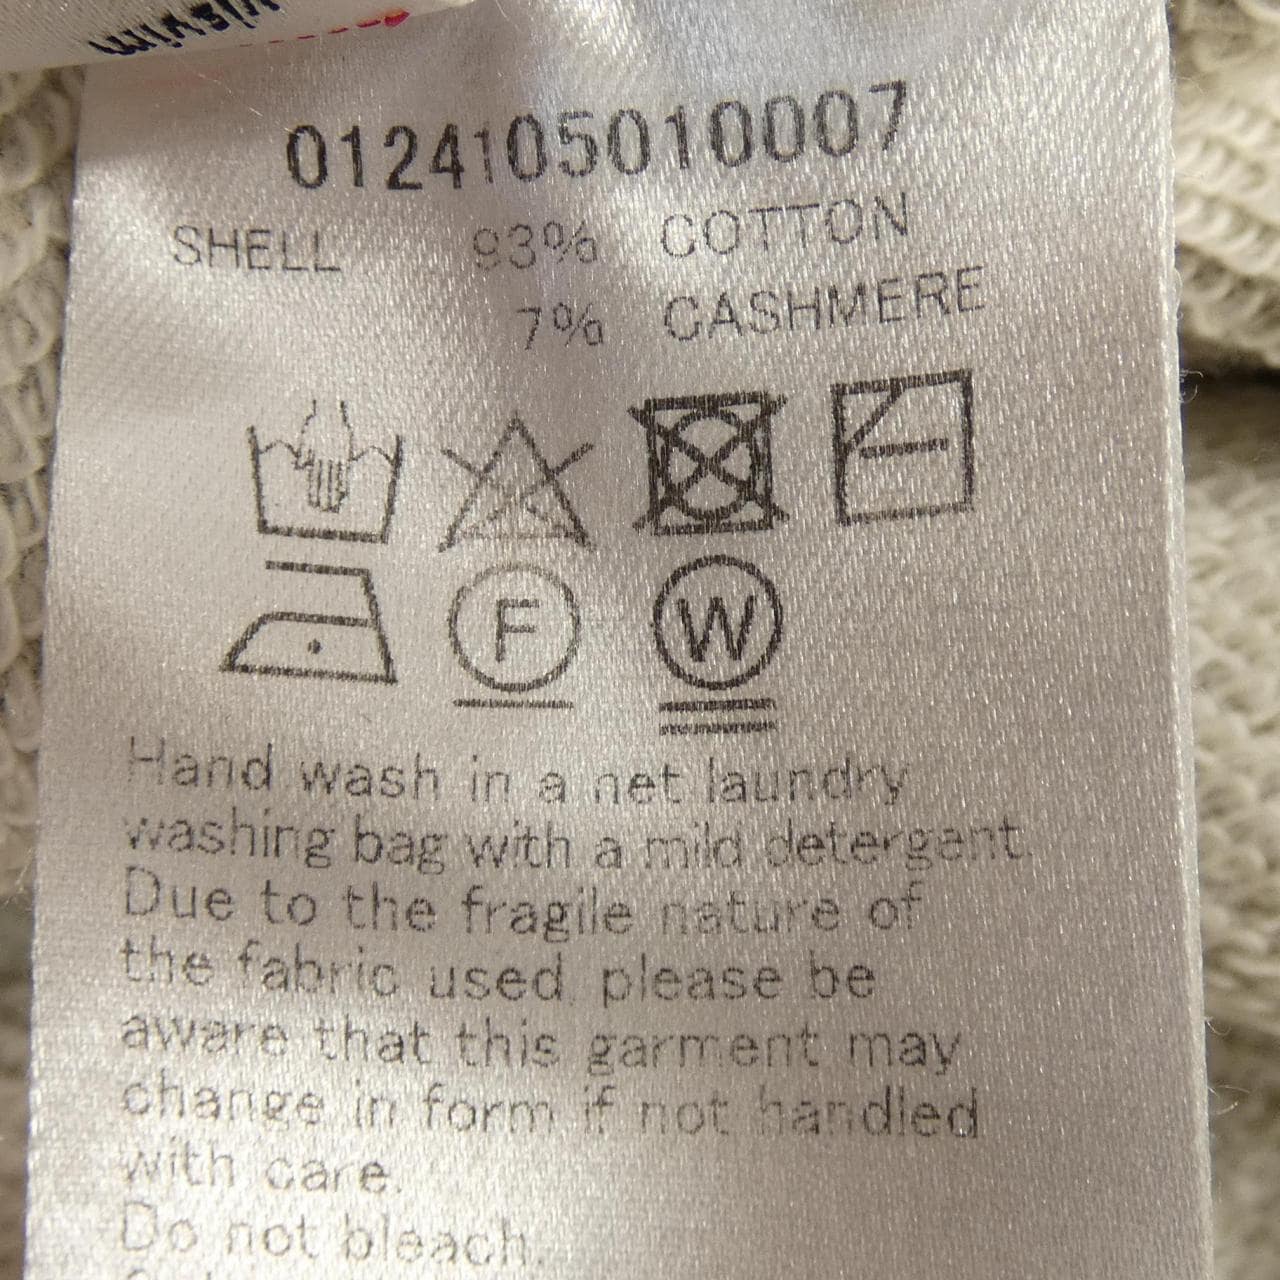 0124105010007
SHELL 93% COTTON
7% CASHMERE
F W
Hand wash in a net laundry
washing bag with a mild detergent.
Due to the fragile nature of
the fabric used, please be
aware that this garment may
change in form if not handled
with care.
Do not bleach.